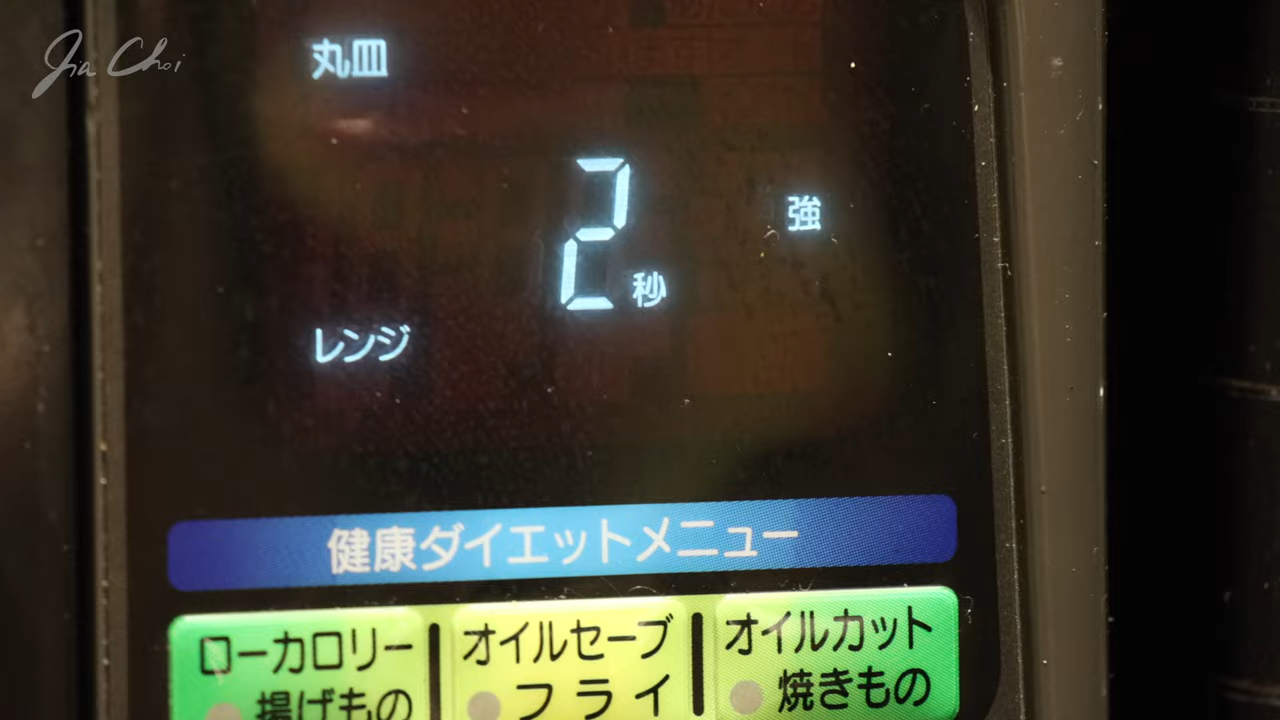 Jia Choi
丸皿
強
2秒
レンジ
健康ダイエットメニュー
ローカロリー
揚げもの
オイルセーブ
フライ
オイルカット
焼きもの